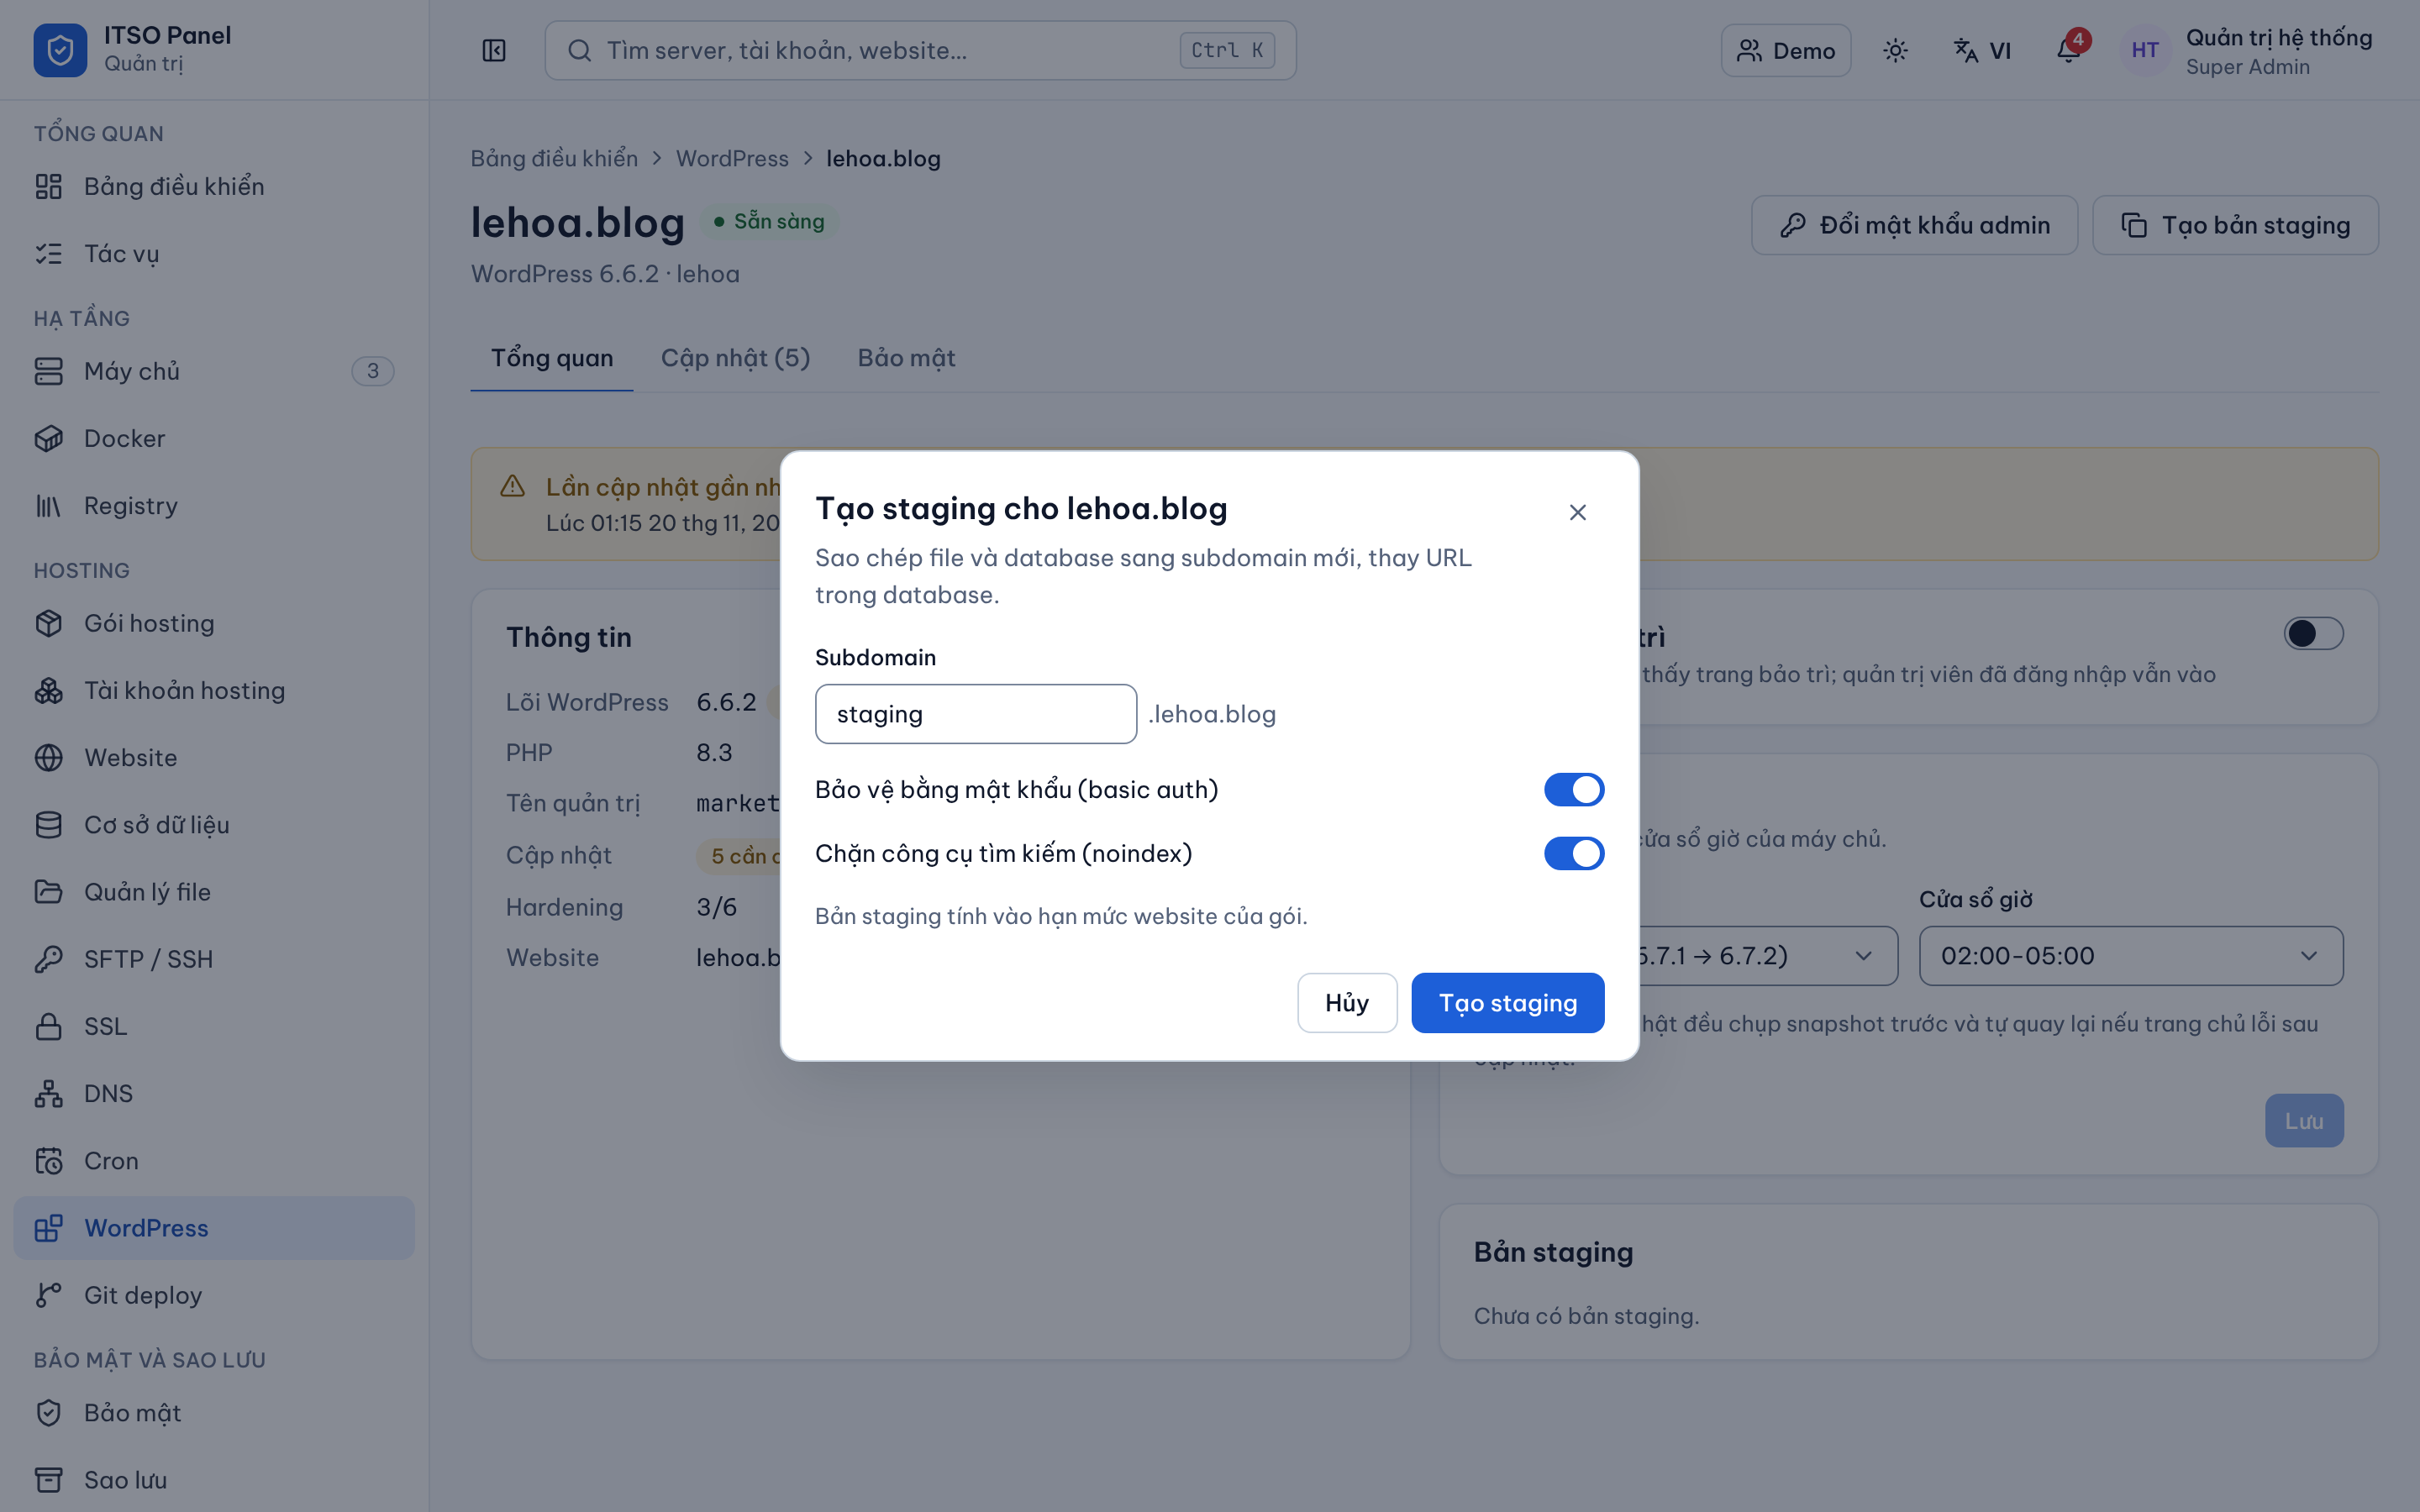 ITSO Panel
Quản trị
Tìm server, tài khoản, website...
Ctrl K
Demo
VI
4
HT
Quản trị hệ thống
Super Admin
TỔNG QUAN
Bảng điều khiển
Tác vụ
HẠ TẦNG
Máy chủ
3
Docker
Registry
HOSTING
Gói hosting
Tài khoản hosting
Website
Cơ sở dữ liệu
Quản lý file
SFTP / SSH
SSL
DNS
Cron
WordPress
Git deploy
BẢO MẬT VÀ SAO LƯU
Bảo mật
Sao lưu
Bảng điều khiển > WordPress > lehoa.blog
lehoa.blog
Sẵn sàng
WordPress 6.6.2 · lehoa
Đổi mật khẩu admin
Tạo bản staging
Tổng quan
Cập nhật (5)
Bảo mật
Lần cập nhật gần
Lúc 01:15 20 thg 11,
Thông tin
Lõi WordPress 6.6.2
PHP 8.3
Tên quản trị
Cập nhật 5 cần
Hardening 3/6
Website
Tạo staging cho lehoa.blog
Sao chép file và database sang subdomain mới, thay URL
trong database.
Subdomain
staging .lehoa.blog
Bảo vệ bằng mật khẩu (basic auth)
Chặn công cụ tìm kiếm (noindex)
Bản staging tính vào hạn mức website của gói.
Hủy
Tạo staging
thấy trang bảo trì; quản trị viên đã đăng nhập vẫn vào
cửa sổ giờ của máy chủ.
Cửa sổ giờ
6.7.1 → 6.7.2)
02:00-05:00
đều chụp snapshot trước và tự quay lại nếu trang chủ lỗi sau
Lưu
Bản staging
Chưa có bản staging.